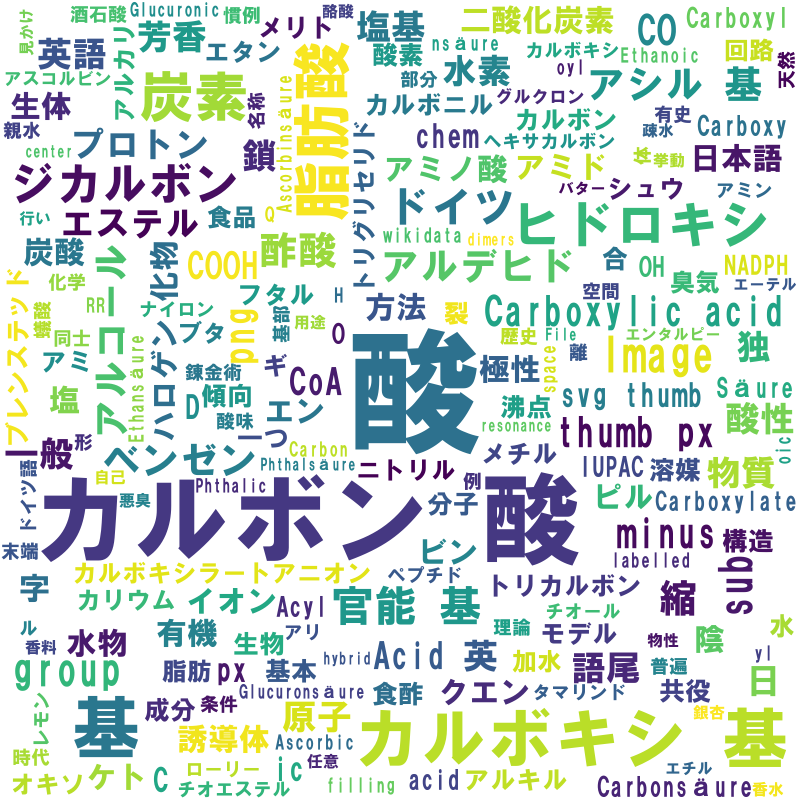 見かけ
酒石酸
Glucuronic
慣例
酪酸
塩基
二酸化炭素
CO
Carboxyl
アルカリ
芳香
メリト
nsäure
カルボキシ
Ethanoic
回路
天然
英語
エタン
酸素
水素
oyl
アスコルビン
炭素
脂肪酸
部分
グルクロン
アシル 基
生体
名称
Ascorbinsäure
カルボニル
カルボン
有史
Carboxy
親水
プロトン
鎖
chem
ヘキサカルボン
疎水
center
アミノ酸
アミド
挙動
日本語
ジカルボン
トリグリセリド
ドイツ
バター
シュウ
アミン
行い
エステル
食品
Q
wikidata
dimers
ヒドロキシ
炭酸
化物
COOH
酢酸
アルデヒド
合
OH
臭気
NADPH
化学
アルコール
フタル
H
方法
空間
エーテル
ブレンステッド
蟻酸
RR
ナイロン
ブタ
基部
用途
O
裂
Carboxylic acid
同士
ハロゲン
png
歴史
File
エンタルピー
アミ
Ethansäure
錬金術
ギ
酸
極性
離
space
Image
独
塩
D
傾向
CoA
沸点
svg thumb
Säure
酸味
エン
resonance
酸性
oic
般
形
ベンゼン
一つ
Carbon
メチル
thumb px
ドイツ語
自己
Phthalsäure
ニトリル
例
IUPAC
溶媒
物質
悪臭
Phthalic
カルボン 酸
分子
ピル
Carboxylate
末端
ビン
minus
構造
labelled
カルボキシラートアニオン
ペプチド
トリカルボン
sub
字
カリウム
イオン
Acyl
官能 基
チオール
縮
ル
有機
生物
アリ
理論
モデル
物性
陰
水
香料
水物
hybrid
Acid
英
加水
語尾
普遍
yl
group
脂肪
px
基本
Glucuronsäure
食酢
クエン
タマリンド
共役
日
レモン
基
成分
条件
原子
カルボキシ 基
銀杏
時代
誘導体
Ascorbic
任意
オキソ
ケト
C
ローリー
ic
エチル
チオエステル
filling
acid
アルキル
Carbonsäure
香水